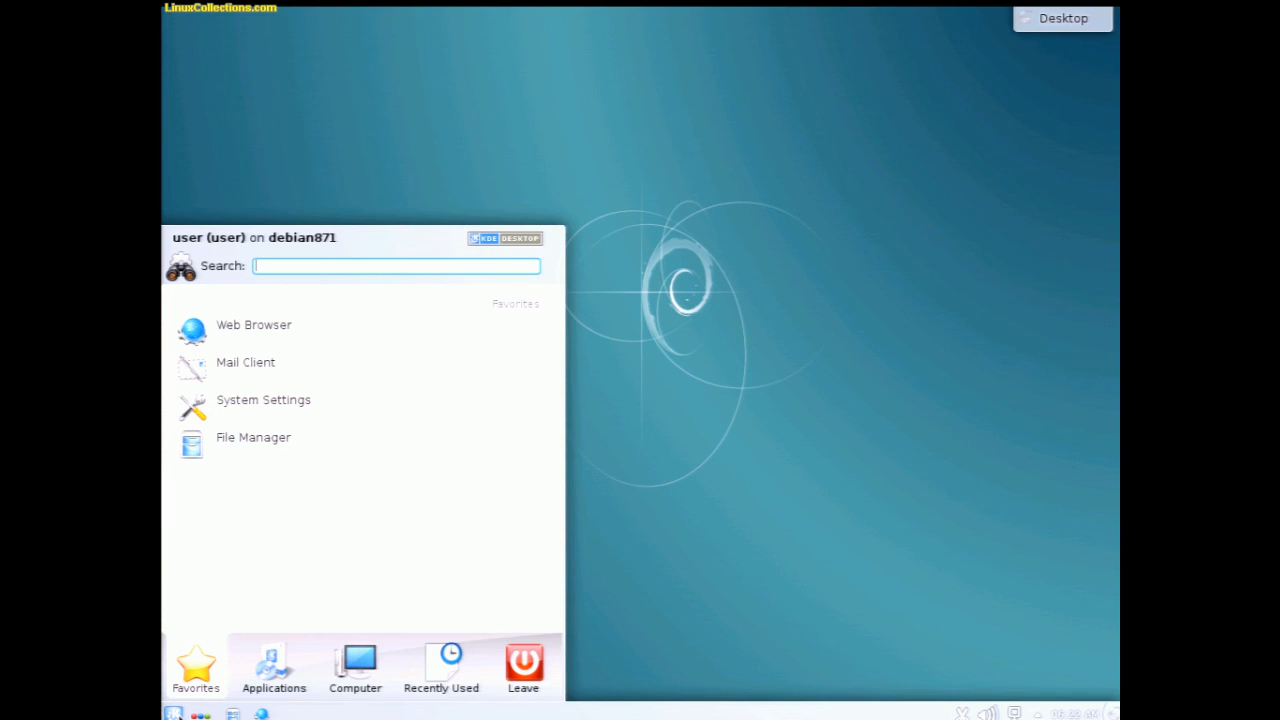 LinuxCollections.com
Desktop
user (user) on debian871
KDE DESKTOP
Search:
Favorites
Web Browser
Mail Client
System Settings
File Manager
Favorites
Applications
Computer
Recently Used
Leave